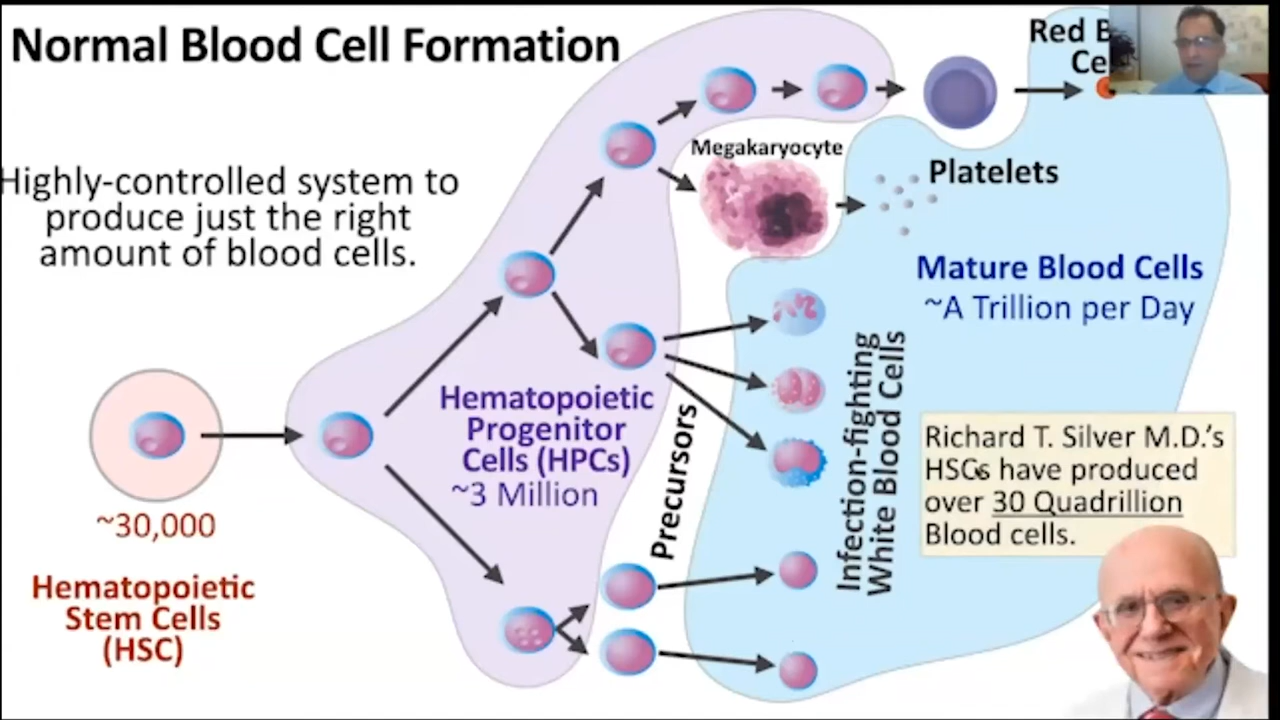 Normal Blood Cell Formation
Highly-controlled system to
produce just the right
amount of blood cells.
Red B
Ce
Megakaryocyte
Platelets
Mature Blood Cells
~A Trillion per Day
Hematopoietic
Progenitor
Cells (HPCs)
~3 Million
Precursors
Infection-fighting
White Blood Cells
Richard T. Silver M.D.'s
HSCs have produced
over 30 Quadrillion
Blood cells.
~30,000
Hematopoietic
Stem Cells
(HSC)